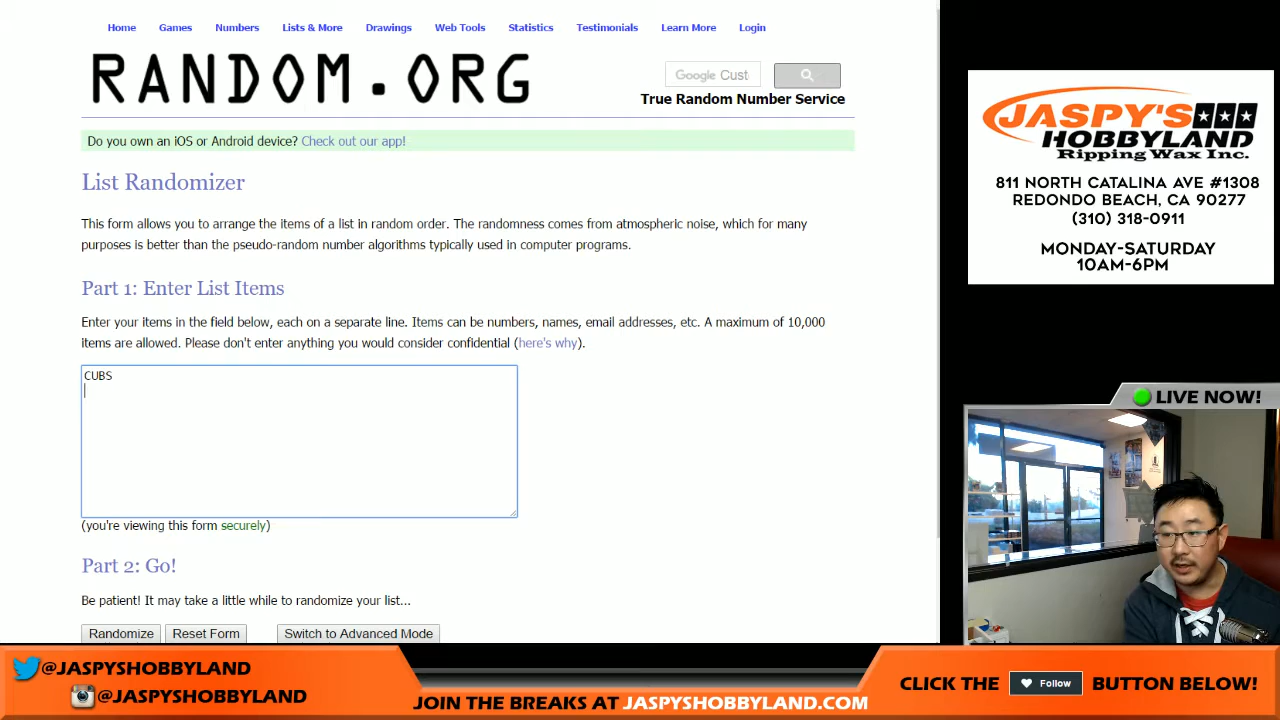 Home Games Numbers Lists & More Drawings Web Tools Statistics Testimonials Learn More Login
RANDOM.ORG
Google Cust
True Random Number Service
Do you own an iOS or Android device? Check out our app!
List Randomizer
This form allows you to arrange the items of a list in random order. The randomness comes from atmospheric noise, which for many
purposes is better than the pseudo-random number algorithms typically used in computer programs.
Part 1: Enter List Items
Enter your items in the field below, each on a separate line. Items can be numbers, names, email addresses, etc. A maximum of 10,000
items are allowed. Please don't enter anything you would consider confidential (here's why).
CUBS
(you're viewing this form securely)
Part 2: Go!
Be patient! It may take a little while to randomize your list...
Randomize Reset Form Switch to Advanced Mode
JASPY'S
HOBBYLAND
Ripping Wax Inc.
811 NORTH CATALINA AVE #1308
REDONDO BEACH, CA 90277
(310) 318-0911
MONDAY-SATURDAY
10AM-6PM
LIVE NOW!
@JASPYSHOBBYLAND
@JASPYSHOBBYLAND
JOIN THE BREAKS AT JASPYSHOBBYLAND.COM
CLICK THE Follow BUTTON BELOW!